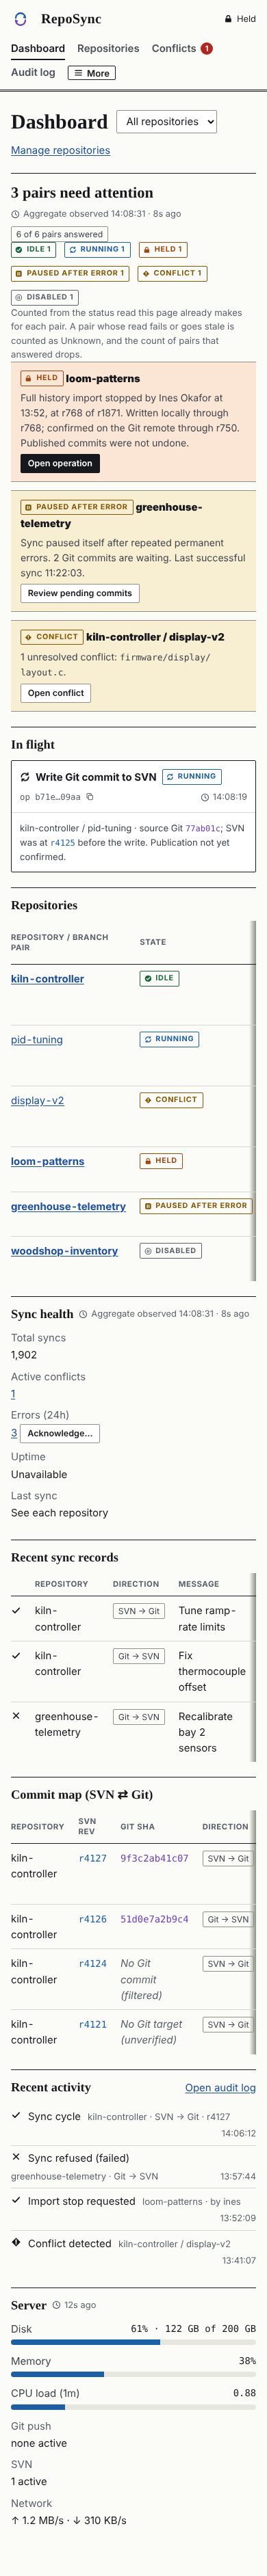 RepoSync
Held
Dashboard Repositories Conflicts 1
Audit log More
Dashboard All repositories
Manage repositories
3 pairs need attention
Aggregate observed 14:08:31 · 8s ago
6 of 6 pairs answered
IDLE 1 RUNNING 1 HELD 1
PAUSED AFTER ERROR 1 CONFLICT 1
DISABLED 1
Counted from the status read this page already makes
for each pair. A pair whose read fails or goes stale is
counted as Unknown, and the count of pairs that
answered drops.
HELD loom-patterns
Full history import stopped by Ines Okafor at
13:52, at r768 of r1871. Written locally through
r768; confirmed on the Git remote through r750.
Published commits were not undone.
Open operation
PAUSED AFTER ERROR greenhouse-
telemetry
Sync paused itself after repeated permanent
errors. 2 Git commits are waiting. Last successful
sync 11:22:03.
Review pending commits
CONFLICT kiln-controller / display-v2
1 unresolved conflict: firmware/display/
layout.c.
Open conflict
In flight
Write Git commit to SVN RUNNING
op b71e…09aa 14:08:19
kiln-controller / pid-tuning · source Git 77ab01c; SVN
was at r4125 before the write. Publication not yet
confirmed.
Repositories
REPOSITORY / BRANCH
PAIR
STATE
kiln-controller IDLE
pid-tuning RUNNING
display-v2 CONFLICT
loom-patterns HELD
greenhouse-telemetry PAUSED AFTER ERROR
woodshop-inventory DISABLED
Sync health Aggregate observed 14:08:31 · 8s ago
Total syncs
1,902
Active conflicts
1
Errors (24h)
3 Acknowledge…
Uptime
Unavailable
Last sync
See each repository
Recent sync records
REPOSITORY DIRECTION MESSAGE
kiln-
controller
SVN → Git
Tune ramp-
rate limits
kiln-
controller
Git → SVN
Fix
thermocouple
offset
greenhouse-
telemetry
Git → SVN
Recalibrate
bay 2
sensors
Commit map (SVN ⇄ Git)
REPOSITORY
SVN
REV
GIT SHA DIRECTION
kiln-
controller
r4127 9f3c2ab41c07 SVN → Git
kiln-
controller
r4126 51d0e7a2b9c4 Git → SVN
kiln-
controller
r4124
No Git
commit
(filtered)
SVN → Git
kiln-
controller
r4121
No Git target
(unverified)
SVN → Git
Recent activity Open audit log
Sync cycle kiln-controller · SVN → Git · r4127
14:06:12
Sync refused (failed)
greenhouse-telemetry · Git → SVN 13:57:44
Import stop requested loom-patterns · by ines
13:52:09
Conflict detected kiln-controller / display-v2
13:41:07
Server 12s ago
Disk 61% · 122 GB of 200 GB
Memory 38%
CPU load (1m) 0.88
Git push
none active
SVN
1 active
Network
↑ 1.2 MB/s · ↓ 310 KB/s